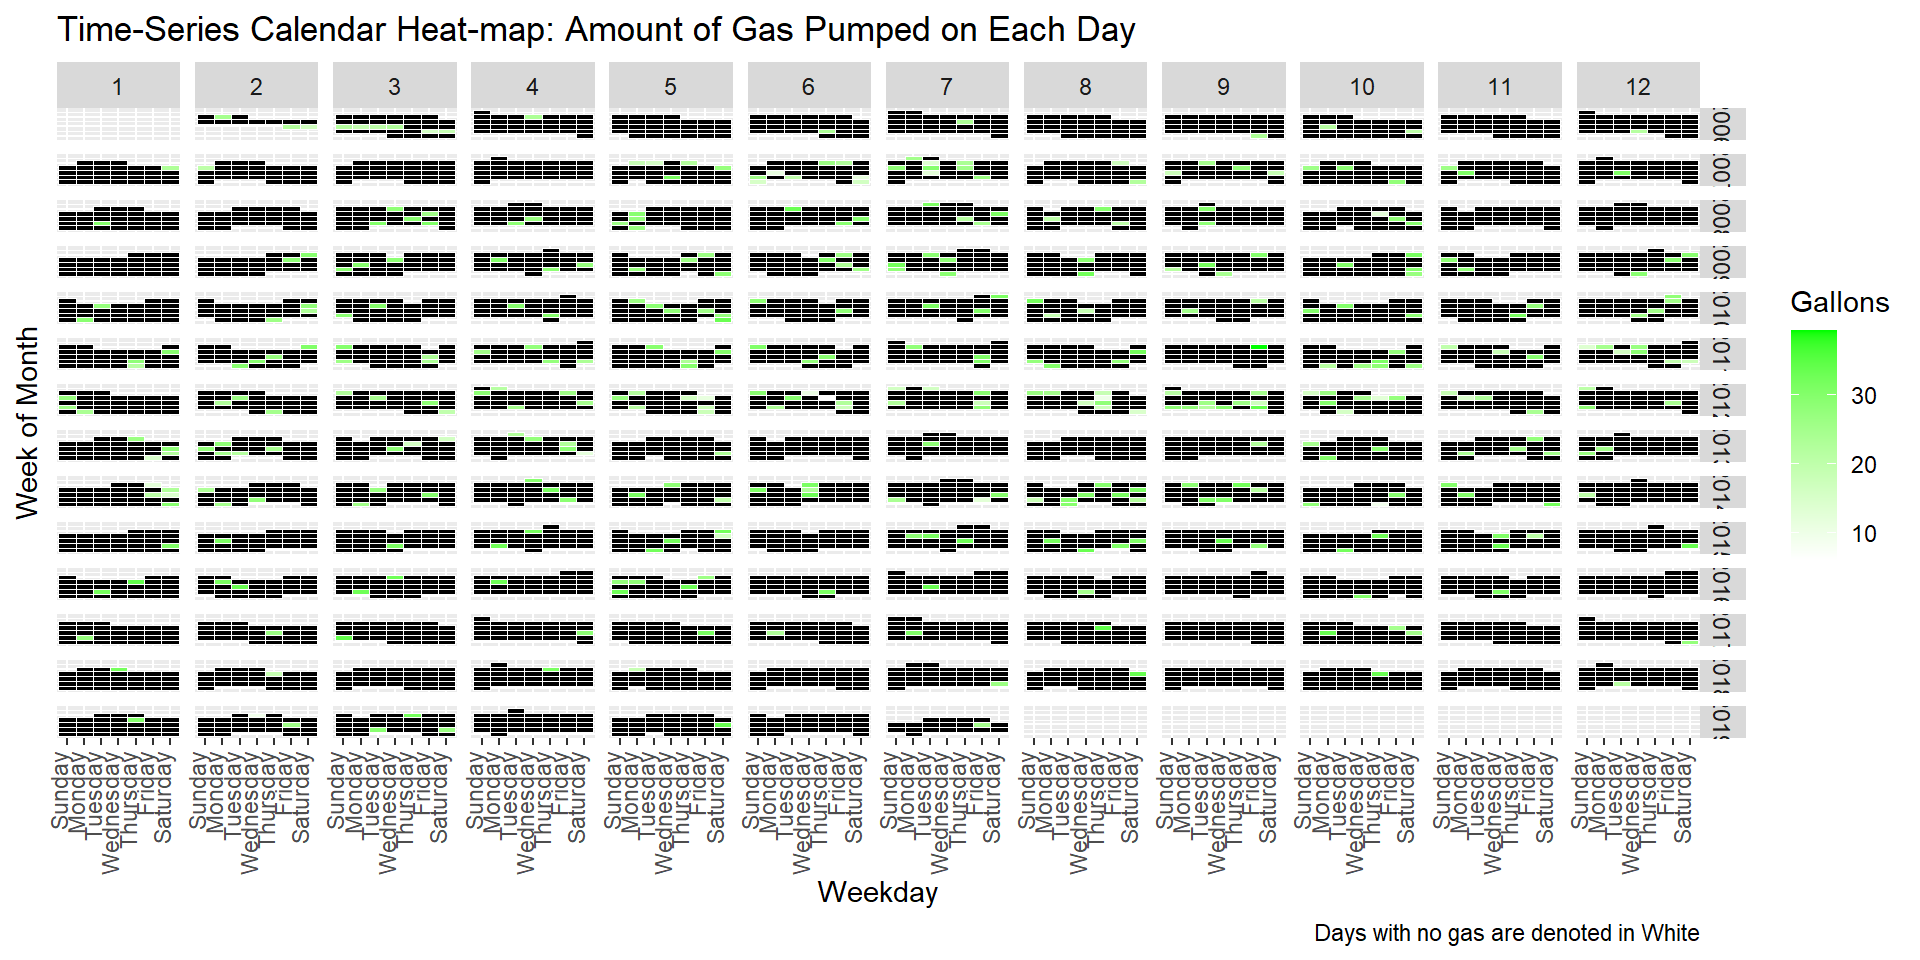 Time-Series Calendar Heat-map: Amount of Gas Pumped on Each Day
1 2 3 4 5 6 7 8 9 10 11 12
Week of Month
Gallons
30
20
10
Sunday Monday Tuesday Wednesday Thursday Friday Saturday Sunday Monday Tuesday Wednesday Thursday Friday Saturday Sunday Monday Tuesday Wednesday Thursday Friday Saturday Sunday Monday Tuesday Wednesday Thursday Friday Saturday Sunday Monday Tuesday Wednesday Thursday Friday Saturday Sunday Monday Tuesday Wednesday Thursday Friday Saturday Sunday Monday Tuesday Wednesday Thursday Friday Saturday Sunday Monday Tuesday Wednesday Thursday Friday Saturday Sunday Monday Tuesday Wednesday Thursday Friday Saturday Sunday Monday Tuesday Wednesday Thursday Friday Saturday Sunday Monday Tuesday Wednesday Thursday Friday Saturday Sunday Monday Tuesday Wednesday Thursday Friday Saturday
Weekday
Days with no gas are denoted in White